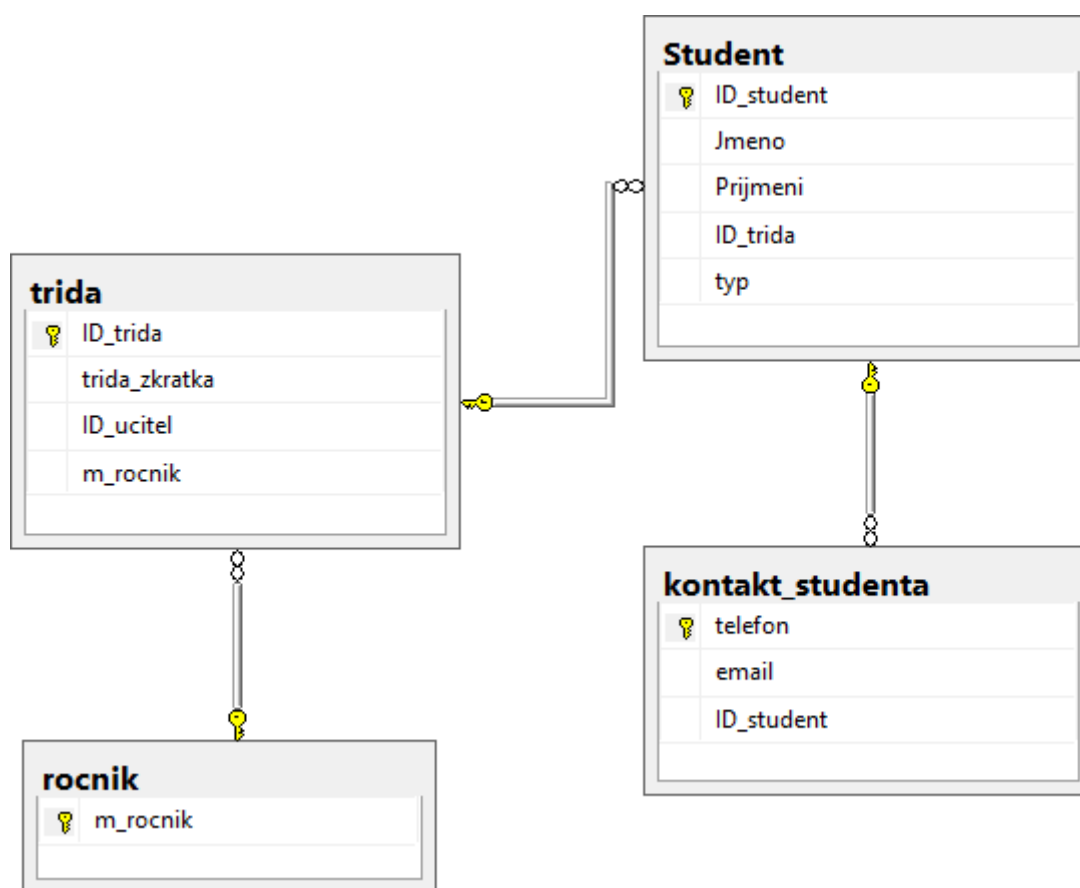 Student
ID_student
Jmeno
Prijmeni
ID_trida
typ
trida
ID_trida
trida_zkratka
ID_ucitel
m_rocnik
kontakt_studenta
telefon
email
ID_student
rocnik
m_rocnik